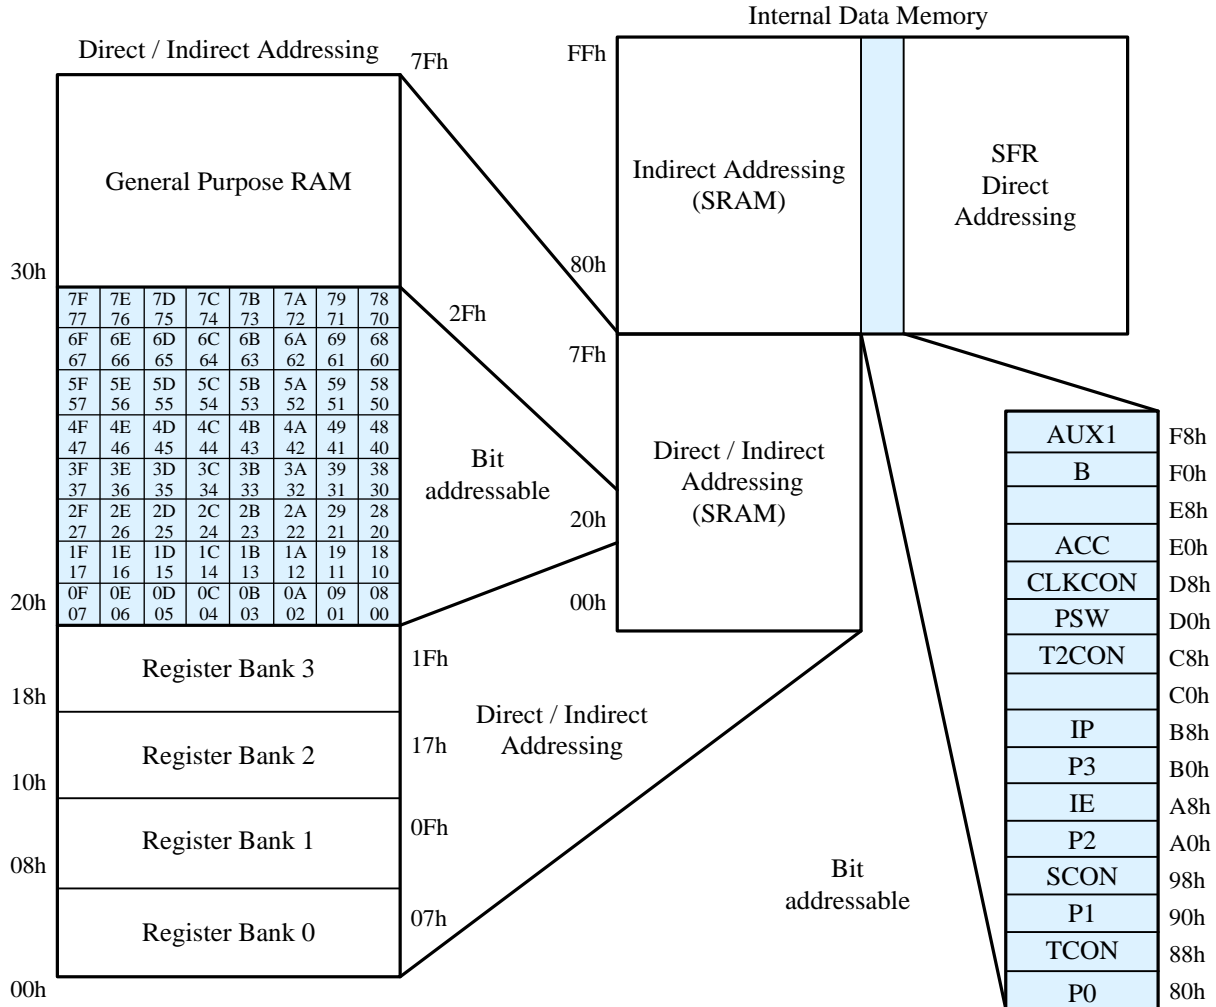 Internal Data Memory
Direct / Indirect Addressing
7Fh
FFh
General Purpose RAM
Indirect Addressing
(SRAM)
SFR
Direct
Addressing
30h
80h
7F 7E 7D 7C 7B 7A 79 78
77 76 75 74 73 72 71 70
6F 6E 6D 6C 6B 6A 69 68
67 66 65 64 63 62 61 60
5F 5E 5D 5C 5B 5A 59 58
57 56 55 54 53 52 51 50
4F 4E 4D 4C 4B 4A 49 48
47 46 45 44 43 42 41 40
3F 3E 3D 3C 3B 3A 39 38
37 36 35 34 33 32 31 30
2F 2E 2D 2C 2B 2A 29 28
27 26 25 24 23 22 21 20
1F 1E 1D 1C 1B 1A 19 18
17 16 15 14 13 12 11 10
0F 0E 0D 0C 0B 0A 09 08
07 06 05 04 03 02 01 00
2Fh
Bit
addressable
20h
7Fh
Direct / Indirect
Addressing
(SRAM)
20h
00h
Register Bank 3
1Fh
18h
Register Bank 2
17h
10h
Register Bank 1
0Fh
08h
Register Bank 0
07h
00h
Direct / Indirect
Addressing
Bit
addressable
AUX1 F8h
B F0h
E8h
ACC E0h
CLKCON D8h
PSW D0h
T2CON C8h
C0h
IP B8h
P3 B0h
IE A8h
P2 A0h
SCON 98h
P1 90h
TCON 88h
P0 80h